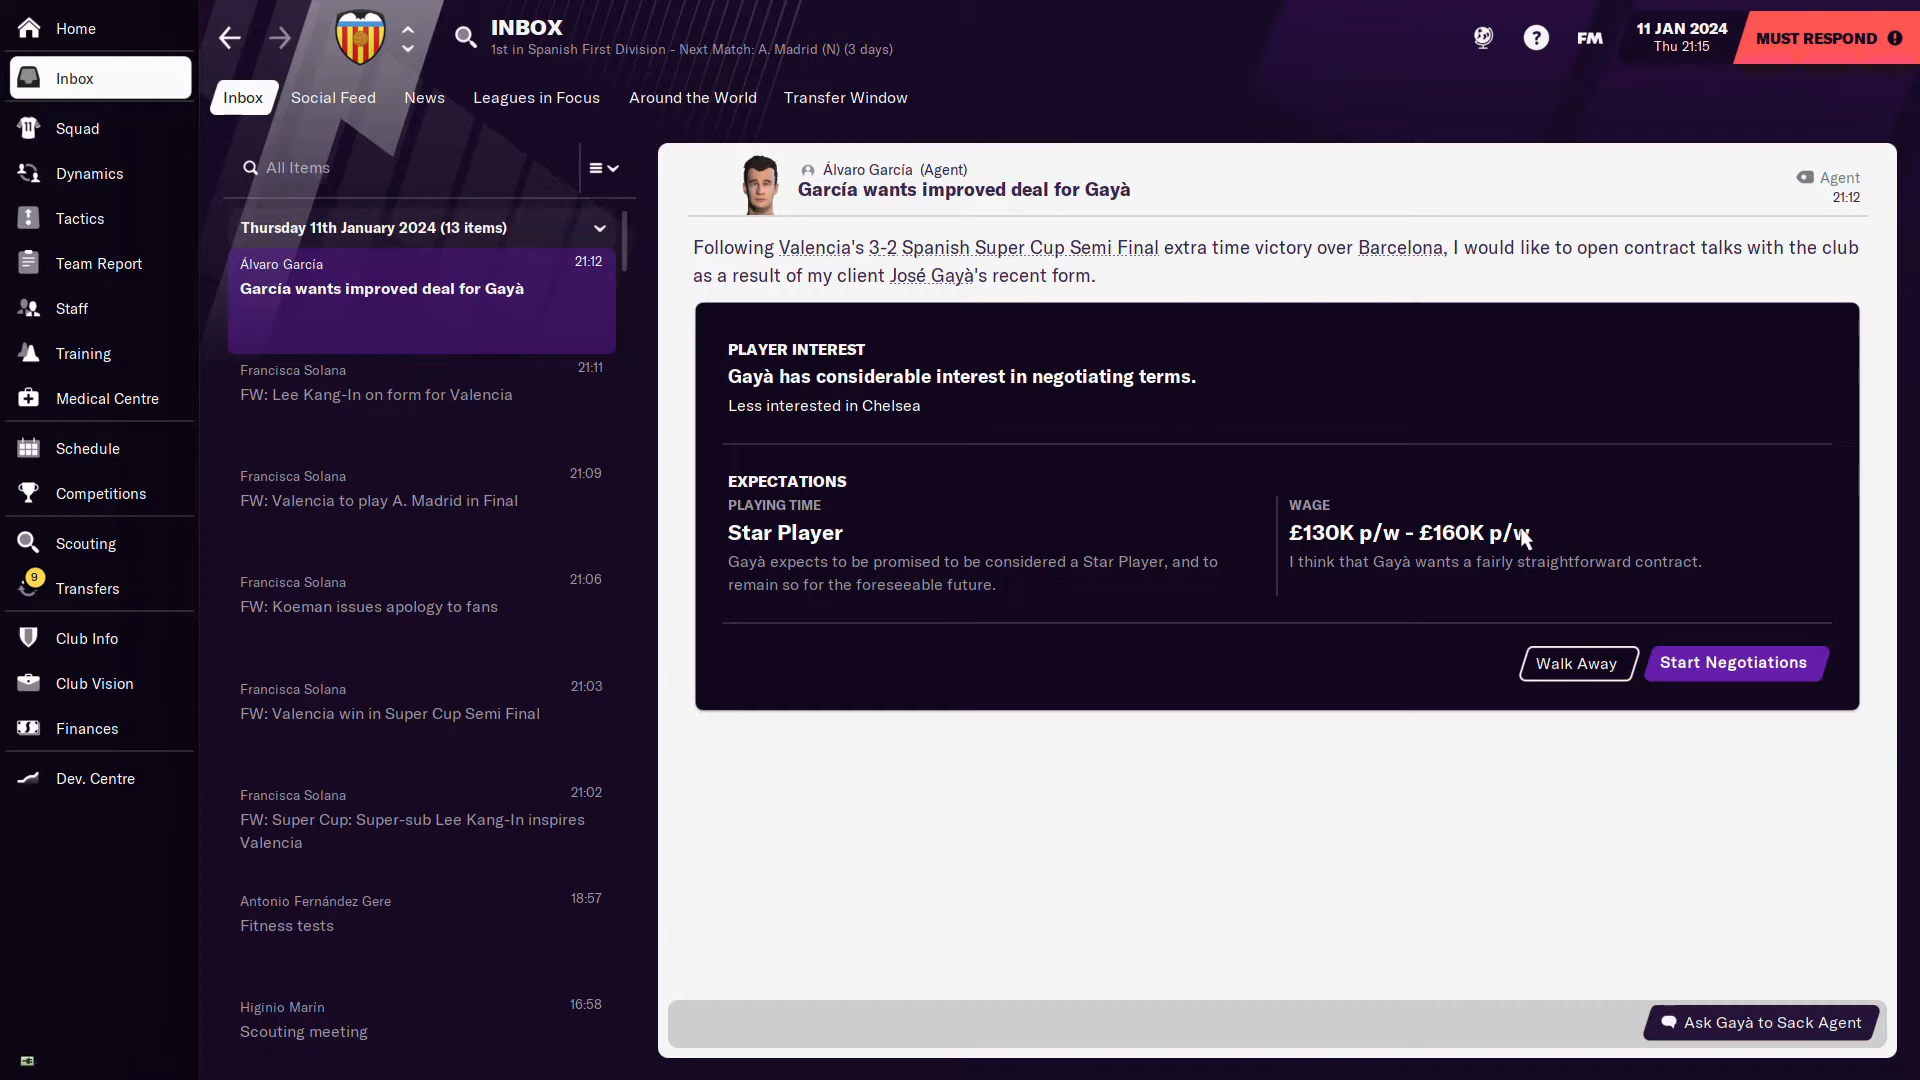 Home
Inbox
Squad
Dynamics
Tactics
Team Report
Staff
Training
Medical Centre
Schedule
Competitions
Scouting
9
Transfers
Club Info
Club Vision
Finances
Dev. Centre
INBOX
1st in Spanish First Division - Next Match: A. Madrid (N) (3 days)
FM
11 JAN 2024
Thu 21:15
MUST RESPOND
Inbox
Social Feed
News
Leagues in Focus
Around the World
Transfer Window
All Items
Thursday 11th January 2024 (13 items)
Álvaro García
21:12
García wants improved deal for Gayà
Francisca Solana
21:11
FW: Lee Kang-In on form for Valencia
Francisca Solana
21:09
FW: Valencia to play A. Madrid in Final
Francisca Solana
21:06
FW: Koeman issues apology to fans
Francisca Solana
21:03
FW: Valencia win in Super Cup Semi Final
Francisca Solana
21:02
FW: Super Cup: Super-sub Lee Kang-In inspires
Valencia
Antonio Fernández Gere
18:57
Fitness tests
Higinio Marín
16:58
Scouting meeting
Álvaro García (Agent)
García wants improved deal for Gayà
Agent
21:12
Following Valencia's 3-2 Spanish Super Cup Semi Final extra time victory over Barcelona, I would like to open contract talks with the club
as a result of my client José Gayà's recent form.
PLAYER INTEREST
Gayà has considerable interest in negotiating terms.
Less interested in Chelsea
EXPECTATIONS
PLAYING TIME
Star Player
Gayà expects to be promised to be considered a Star Player, and to
remain so for the foreseeable future.
WAGE
£130K p/w - £160K p/w
I think that Gayà wants a fairly straightforward contract.
Walk Away
Start Negotiations
Ask Gayà to Sack Agent